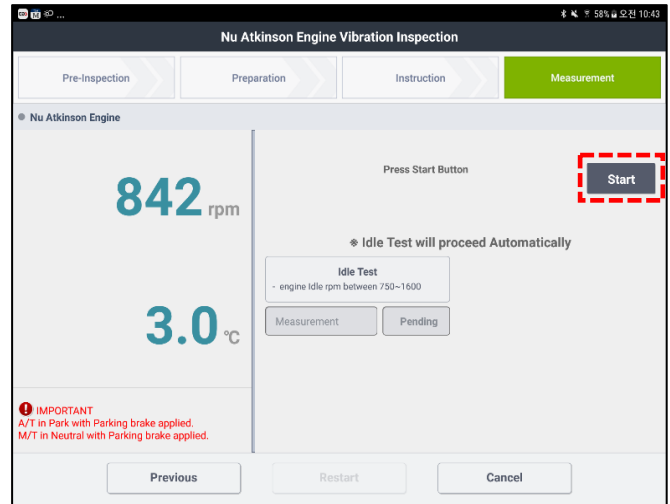 ... 58% 오전 10:43
Nu Atkinson Engine Vibration Inspection
Pre-Inspection Preparation Instruction Measurement
Nu Atkinson Engine
842 rpm
3.0 ℃
IMPORTANT
A/T in Park with Parking brake applied.
M/T in Neutral with Parking brake applied.
Press Start Button
Start
※ Idle Test will proceed Automatically
Idle Test
- engine Idle rpm between 750~1600
Measurement Pending
Previous Restart Cancel